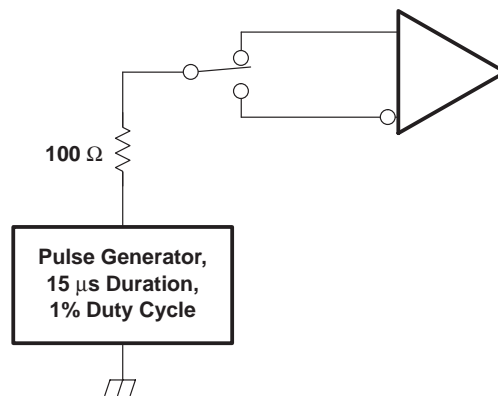 100 Ω
Pulse Generator,
15 μs Duration,
1% Duty Cycle